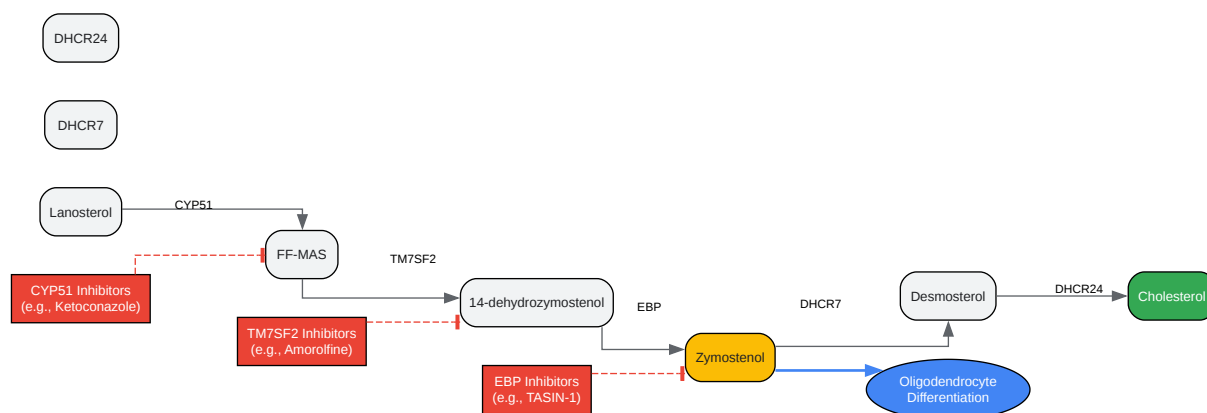 DHCR24
DHCR7
Lanosterol
CYP51
FF-MAS
CYP51 Inhibitors
(e.g., Ketoconazole)
TM7SF2
14-dehydrozymostenol
TM7SF2 Inhibitors
(e.g., Amorolfine)
EBP
Zymostenol
EBP Inhibitors
(e.g., TASIN-1)
DHCR7
Desmosterol
DHCR24
Cholesterol
Oligodendrocyte
Differentiation